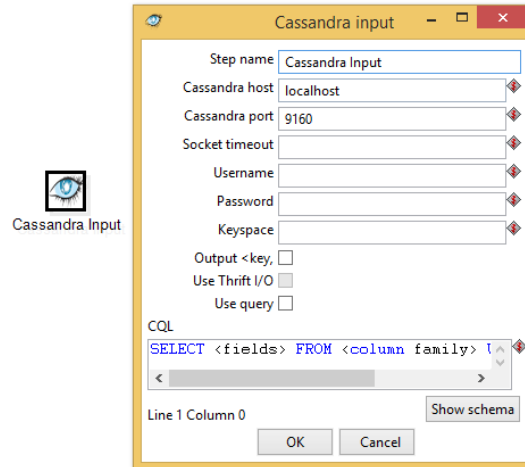 Cassandra input
Step name Cassandra Input
Cassandra host localhost
Cassandra port 9160
Socket timeout
Username
Password
Keyspace
Cassandra Input
Output <key,
Use Thrift I/O
Use query
CQL
SELECT <fields> FROM <column family>
Line 1 Column 0
Show schema
OK Cancel